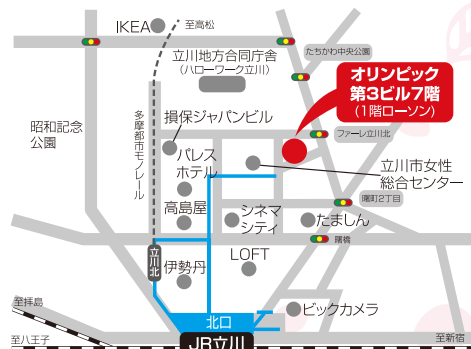 IKEA
至高松
立川地方合同庁舎
(ハローワーク立川)
たちかわ中央公園
オリンピック
第3ビル7階
(1階ローソン)
昭和記念
公園
多摩都市モノレール
損保ジャパンビル
ファーレ立川北
パレス
ホテル
立川市女性
総合センター
高島屋
シネマ
シティ
曙町2丁目
たましん
曙橋
立川北
伊勢丹
LOFT
至拝島
北口
ビックカメラ
至八王子
JR立川
至新宿